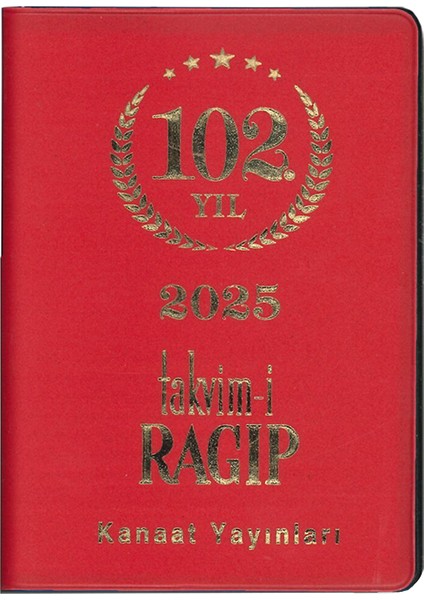 102.
YIL
2025
takvim-i
RAGIP
Kanaat Yayınları